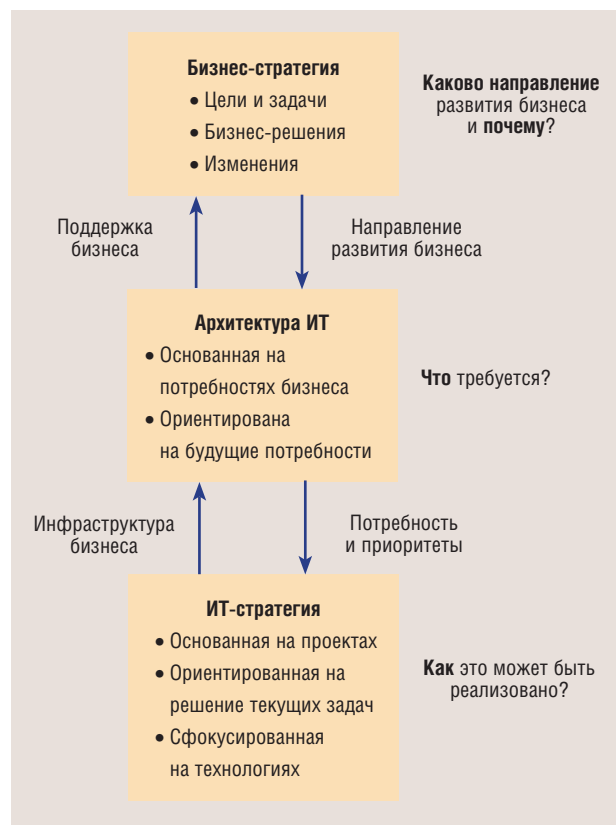 Бизнес-стратегия
• Цели и задачи
• Бизнес-решения
• Изменения
Каково направление
развития бизнеса
и почему?
Поддержка
бизнеса
Направление
развития бизнеса
Архитектура ИТ
• Основанная на
потребностях бизнеса
• Ориентирована
на будущие потребности
Что требуется?
Инфраструктура
бизнеса
Потребность
и приоритеты
ИТ-стратегия
• Основанная на проектах
• Ориентированная на
решение текущих задач
• Сфокусированная
на технологиях
Как это может быть
реализовано?